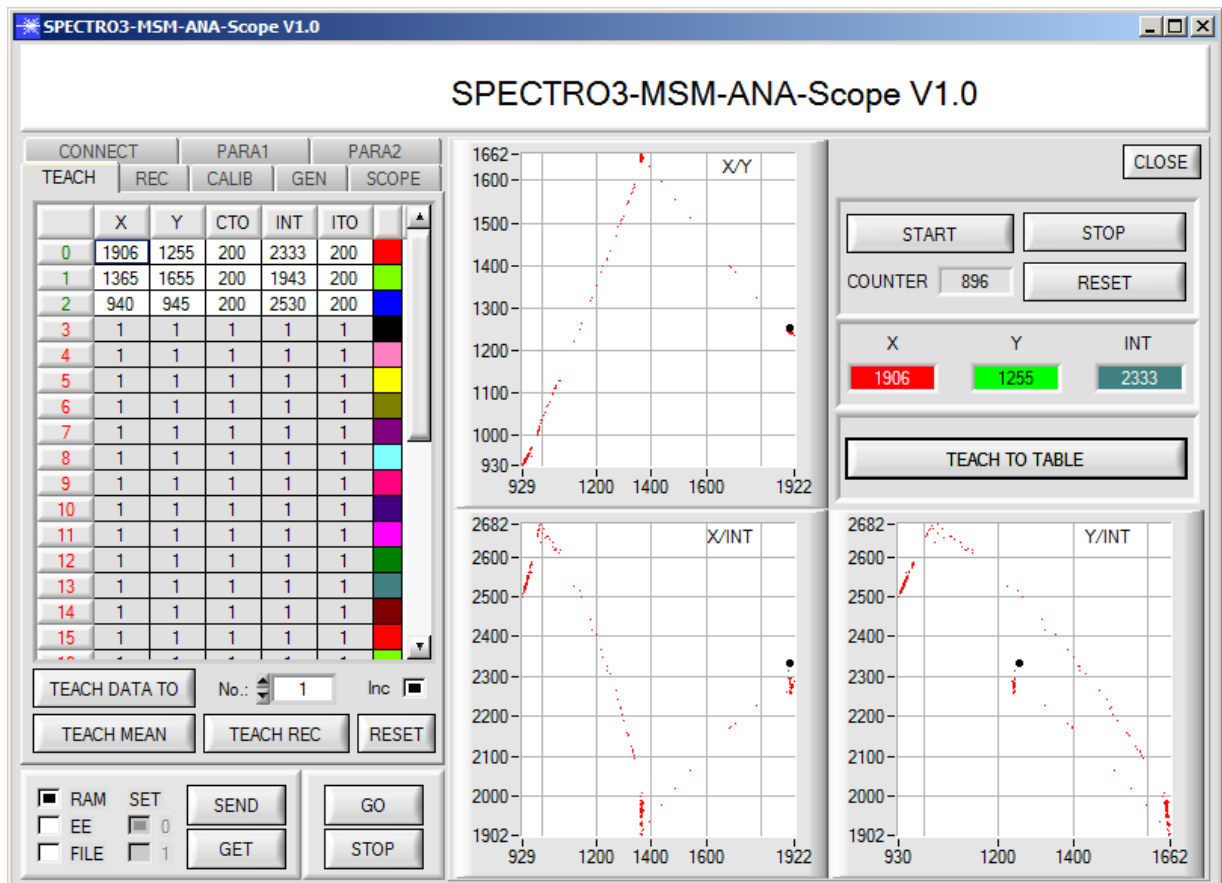 SPECTRO3-MSM-ANA-Scope V1.0
SPECTRO3-MSM-ANA-Scope V1.0
CONNECT PARA1 PARA2
TEACH REC CALIB GEN SCOPE
X Y CTO INT ITO
0 1906 1255 200 2333 200
1 1365 1655 200 1943 200
2 940 945 200 2530 200
3 1 1 1 1 1
4 1 1 1 1 1
5 1 1 1 1 1
6 1 1 1 1 1
7 1 1 1 1 1
8 1 1 1 1 1
9 1 1 1 1 1
10 1 1 1 1 1
11 1 1 1 1 1
12 1 1 1 1 1
13 1 1 1 1 1
14 1 1 1 1 1
15 1 1 1 1 1
TEACH DATA TO No.: 1 Inc
TEACH MEAN TEACH REC RESET
RAM SET SEND GO
EE 0
FILE 1 GET STOP
X/Y
1662
1600
1500
1400
1300
1200
1100
1000
930
929 1200 1400 1600 1922
CLOSE
START STOP
COUNTER 896 RESET
X Y INT
1906 1255 2333
TEACH TO TABLE
X/INT
2682
2600
2500
2400
2300
2200
2100
2000
1902
929 1200 1400 1600 1922
Y/INT
2682
2600
2500
2400
2300
2200
2100
2000
1902
930 1200 1400 1662